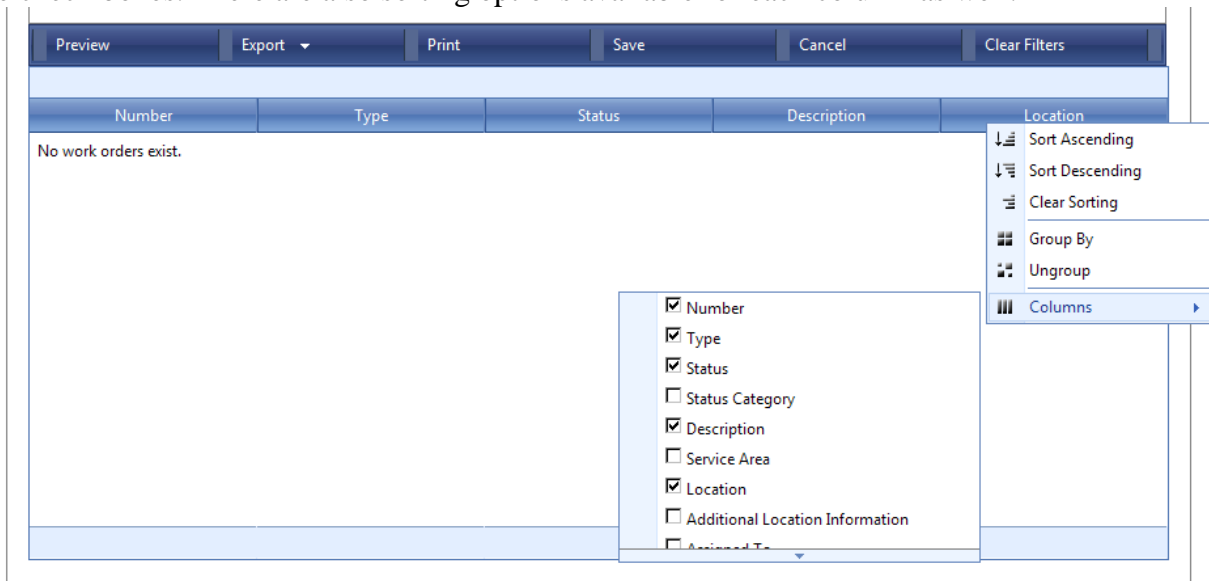 Preview Export Print Save Cancel Clear Filters
Number Type Status Description Location
No work orders exist.
Sort Ascending
Sort Descending
Clear Sorting
Group By
Ungroup
Columns
Number
Type
Status
Status Category
Description
Service Area
Location
Additional Location Information
Assigned To